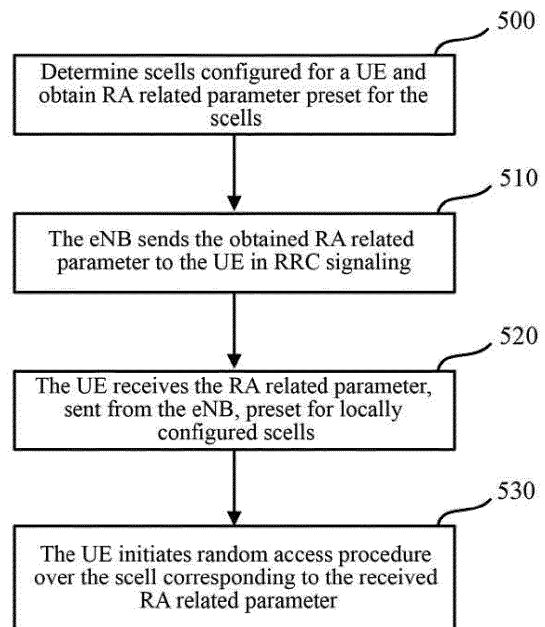 500
Determine scells configured for a UE and
obtain RA related parameter preset for the
scells
510
The eNB sends the obtained RA related
parameter to the UE in RRC signaling
520
The UE receives the RA related parameter,
sent from the eNB, preset for locally
configured scells
530
The UE initiates random access procedure
over the scell corresponding to the received
RA related parameter